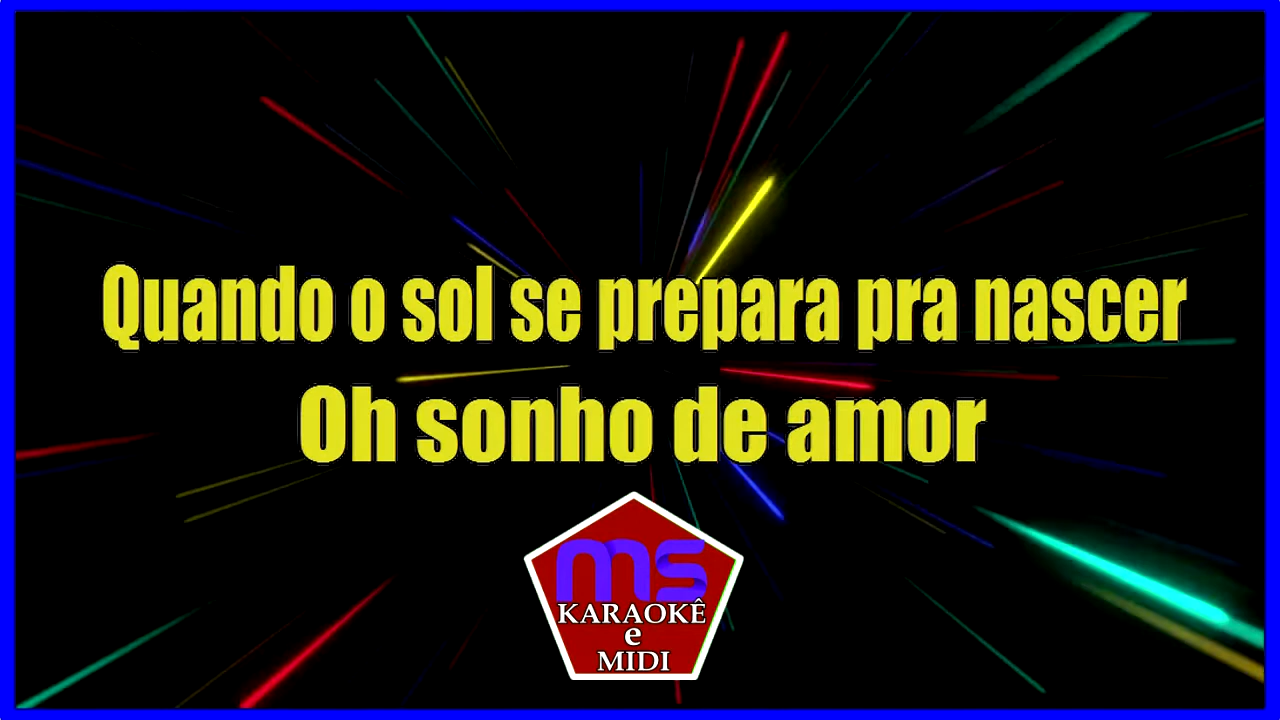 Quando o sol se prepara pra nascer
Oh sonho de amor
ms
KARAOKÊ
e
MIDI